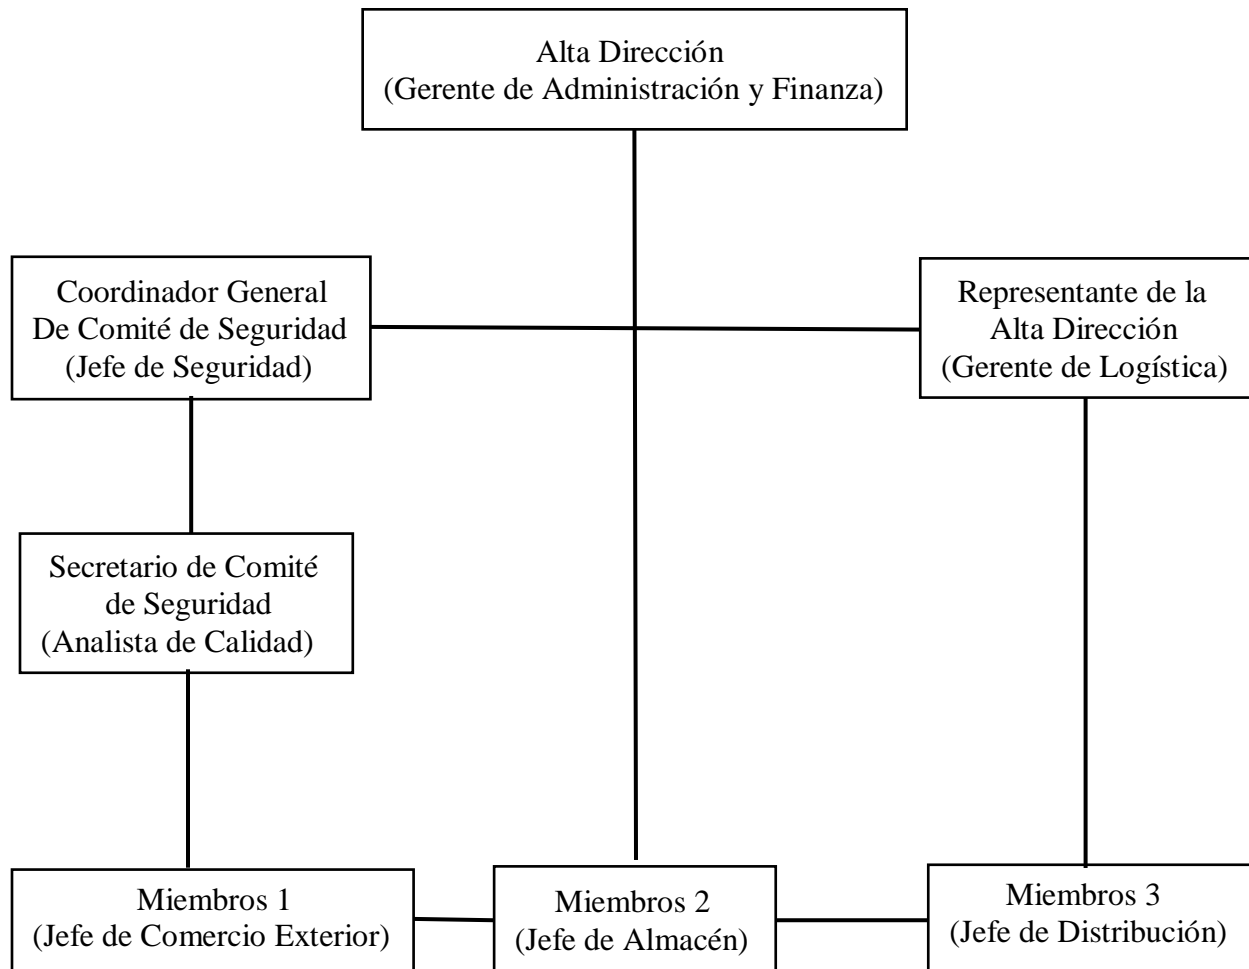 Alta Dirección
(Gerente de Administración y Finanza)
Coordinador General
De Comité de Seguridad
(Jefe de Seguridad)
Representante de la
Alta Dirección
(Gerente de Logística)
Secretario de Comité
de Seguridad
(Analista de Calidad)
Miembros 1
(Jefe de Comercio Exterior)
Miembros 2
(Jefe de Almacén)
Miembros 3
(Jefe de Distribución)